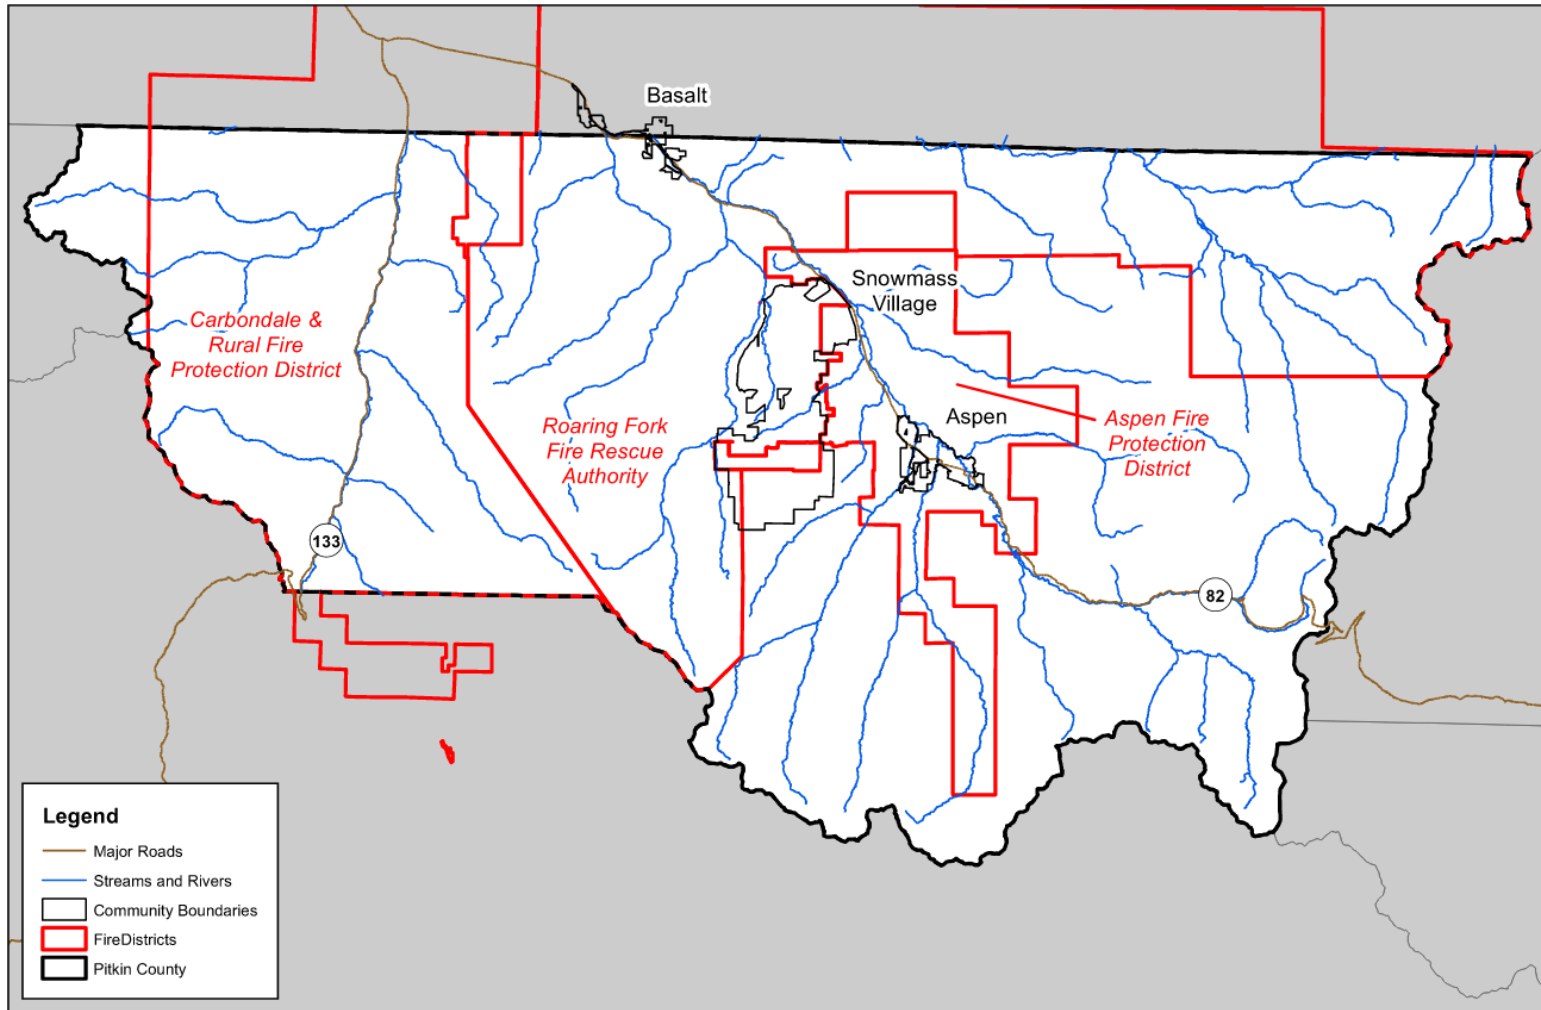 Basalt
Snowmass
Village
Carbondale &
Rural Fire
Protection District
Roaring Fork
Fire Rescue
Authority
Aspen
Aspen Fire
Protection
District
133
82
Legend
Major Roads
Streams and Rivers
Community Boundaries
FireDistricts
Pitkin County